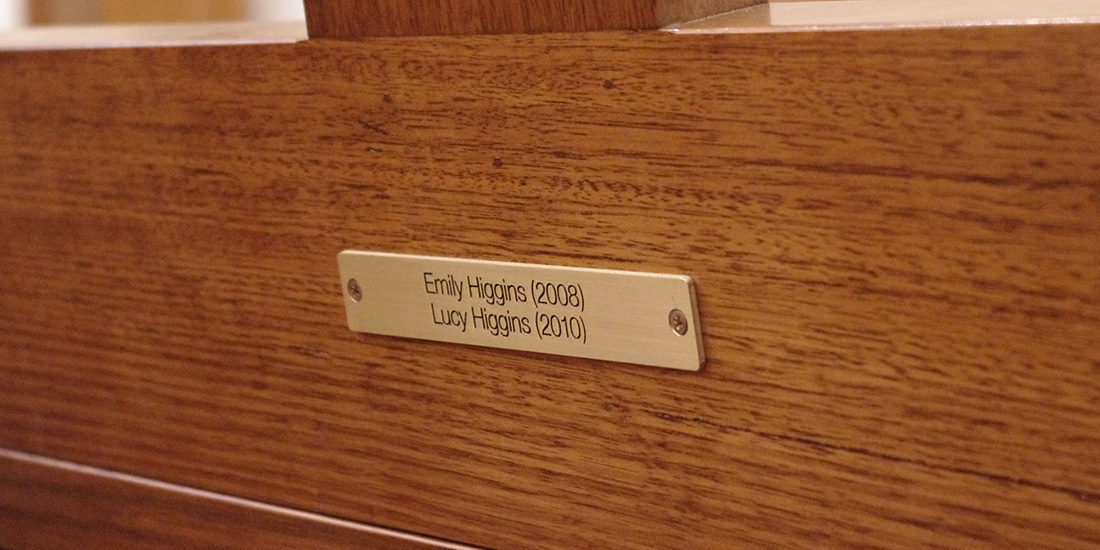 Emily Higgins (2008)
Lucy Higgins (2010)